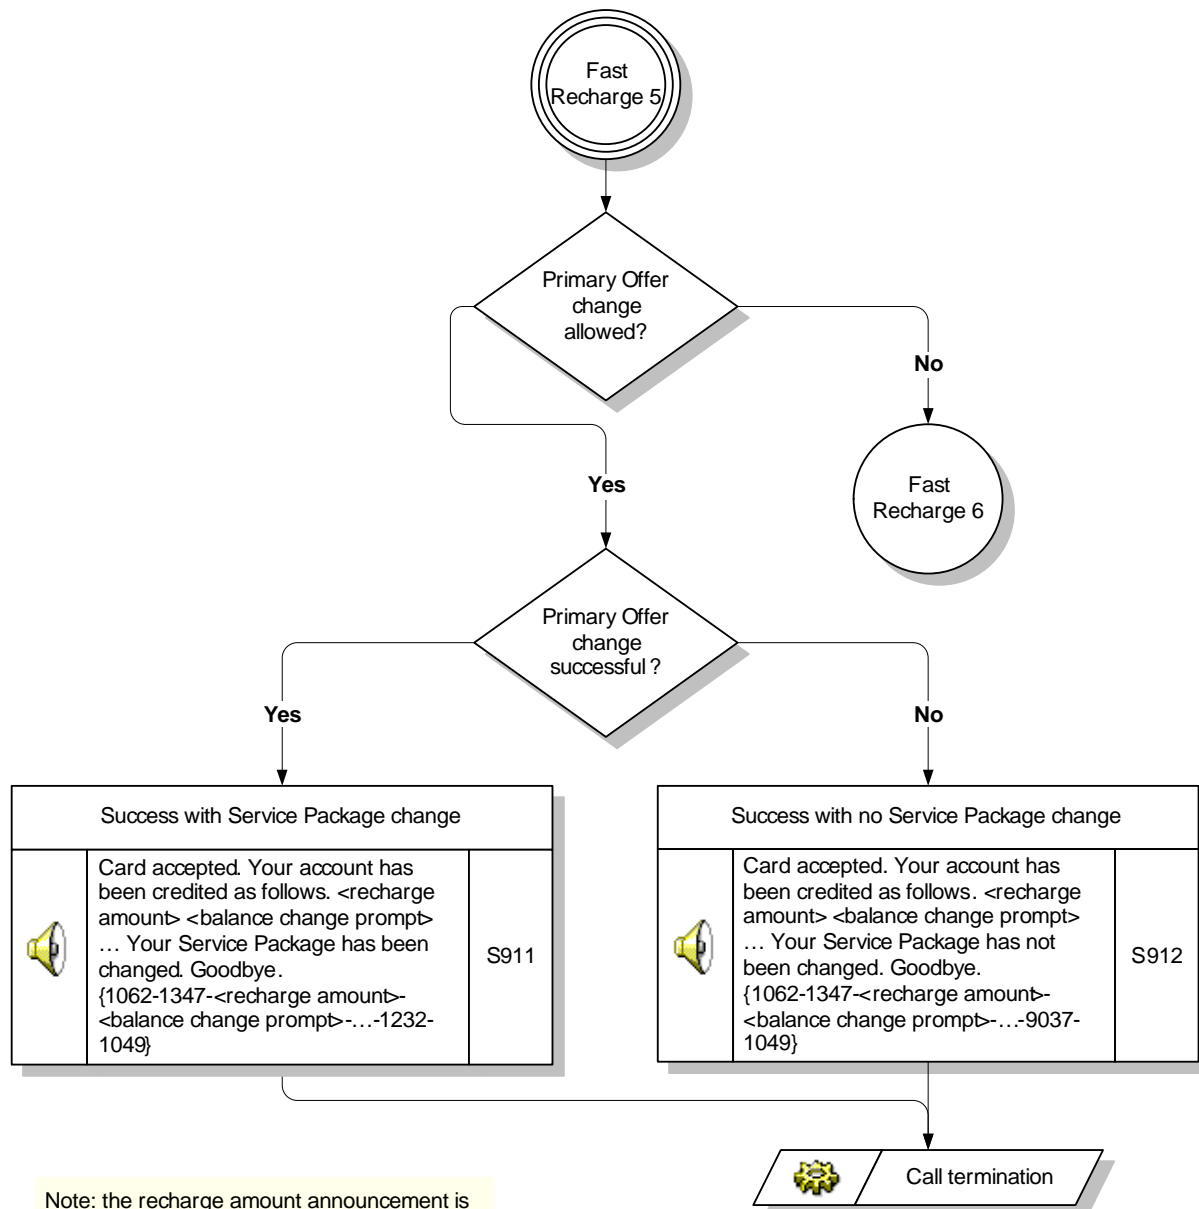 Fast
Recharge 5
Primary Offer
change
allowed?
No
Fast
Recharge 6
Yes
Primary Offer
change
successful ?
Yes
No
Success with Service Package change
Card accepted. Your account has
been credited as follows. <recharge
amount> <balance change prompt>
… Your Service Package has been
changed. Goodbye.
{1062-1347-<recharge amount>-
<balance change prompt>-…-1232-
1049}
S911
Success with no Service Package change
Card accepted. Your account has
been credited as follows. <recharge
amount> <balance change prompt>
… Your Service Package has not
been changed. Goodbye.
{1062-1347-<recharge amount>-
<balance change prompt>-…-9037-
1049}
S912
Call termination
Note: the recharge amount announcement is